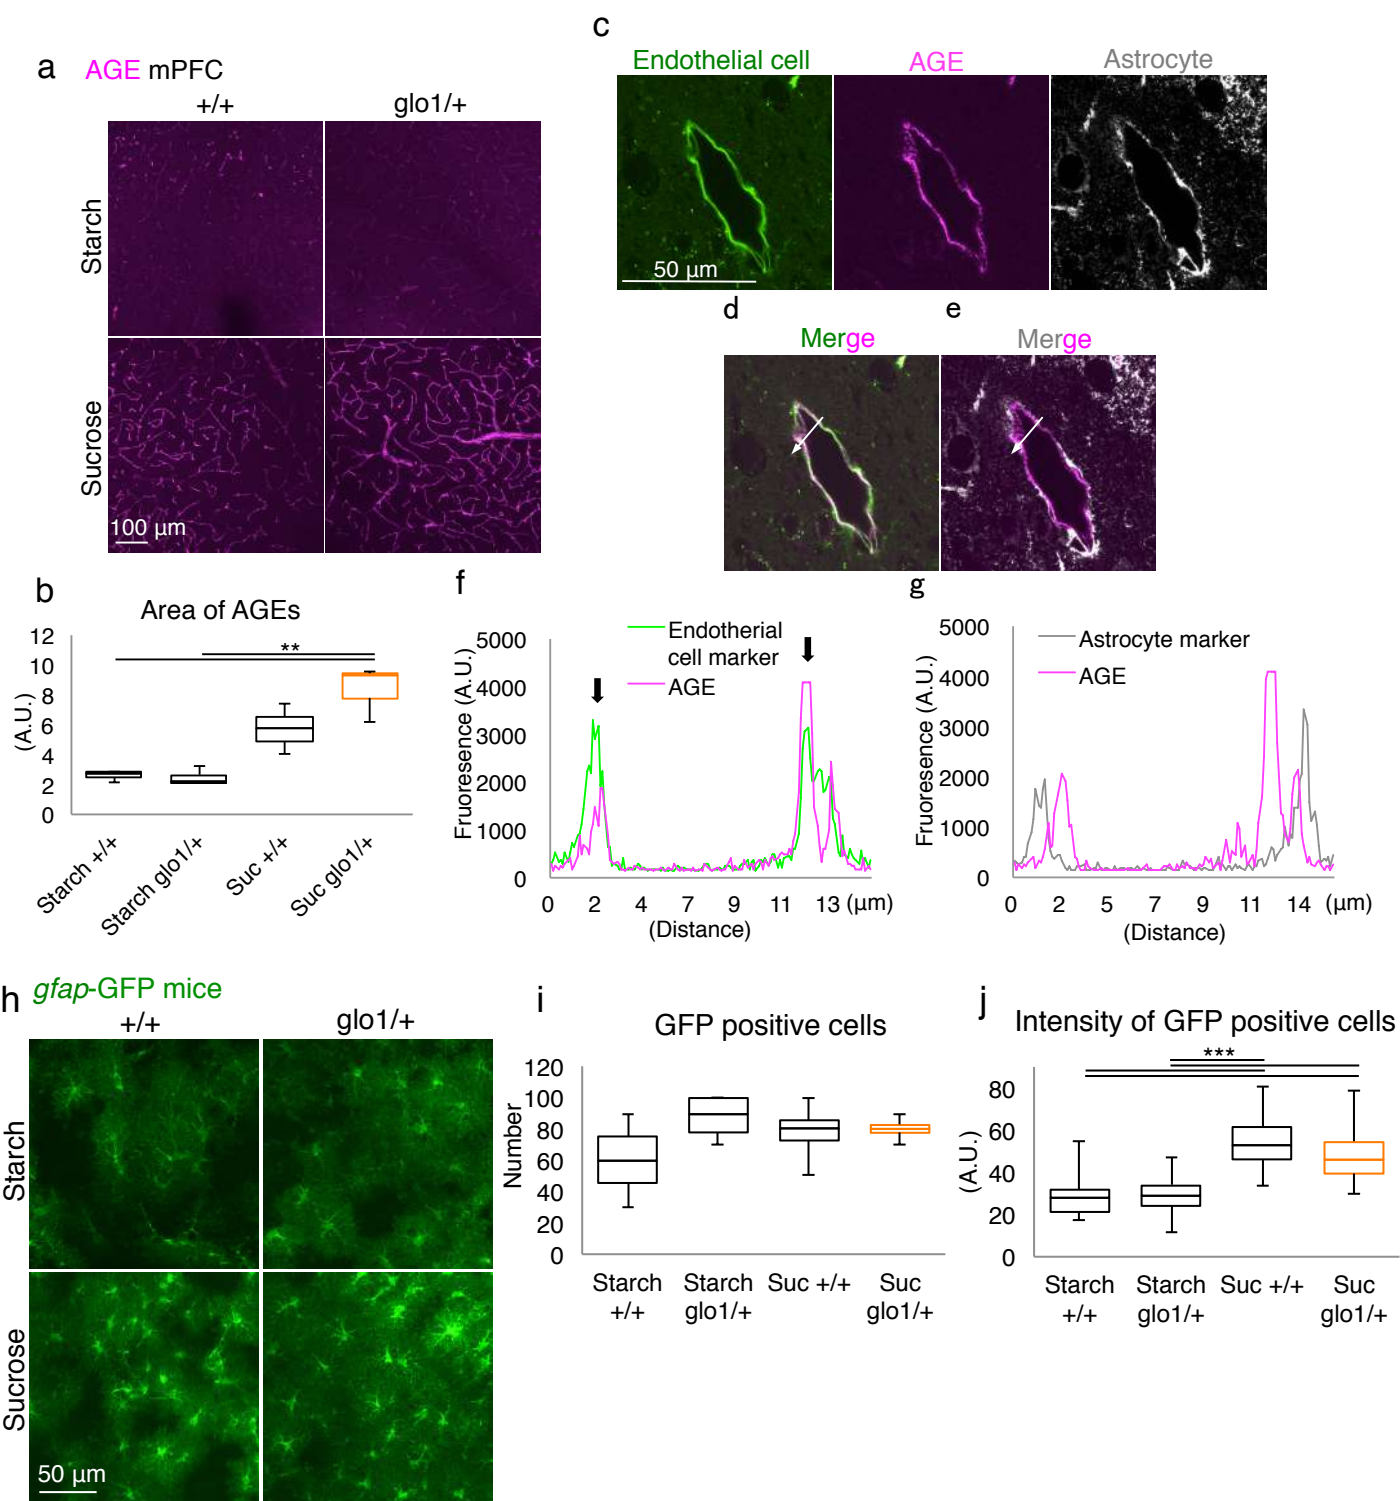 a
AGE mPFC
+/+
glo1/+
Starch
Sucrose
100 µm
b
Area of AGEs
12
10
8
6
4
2
0
(A.U.)
**
Starch +/+
Starch glo1/+
Suc +/+
Suc glo1/+
c
Endothelial cell
AGE
Astrocyte
50 µm
d
Merge
e
Merge
f
5000
4000
3000
2000
1000
0
Fruoresence (A.U.)
Endotherial
cell marker
AGE
0 2 4 7 9 11 13 (µm)
(Distance)
g
5000
4000
3000
2000
1000
0
Fruoresence (A.U.)
Astrocyte marker
AGE
0 2 5 7 9 11 14 (µm)
(Distance)
h
gfap-GFP mice
+/+
glo1/+
Starch
Sucrose
50 µm
i
GFP positive cells
120
100
80
60
40
20
0
Number
Starch Starch Suc +/+ Suc
+/+ glo1/+ glo1/+
j
Intensity of GFP positive cells
***
80
60
40
20
0
(A.U.)
Starch Starch Suc +/+ Suc
+/+ glo1/+ glo1/+